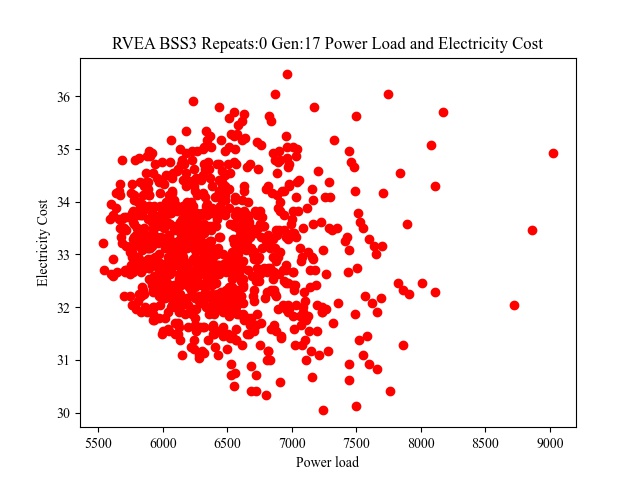 RVEA BSS3 Repeats:0 Gen:17 Power Load and Electricity Cost
36
35
34
33
32
31
30
Electricity Cost
5500 6000 6500 7000 7500 8000 8500 9000
Power load